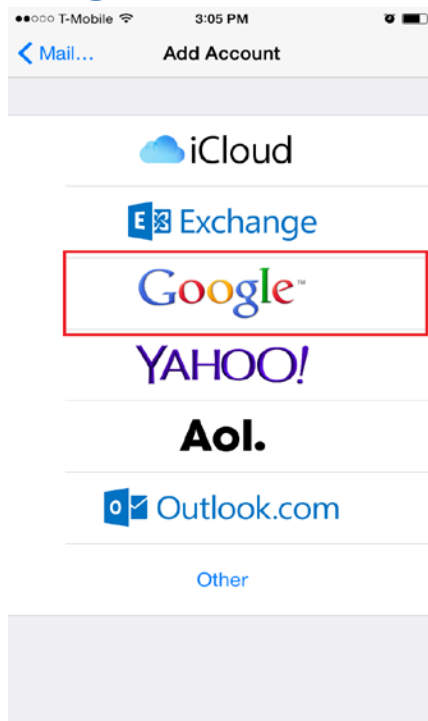 T-Mobile 3:05 PM
Mail... Add Account
iCloud
E Exchange
Google™
YAHOO!
Aol.
o Outlook.com
Other